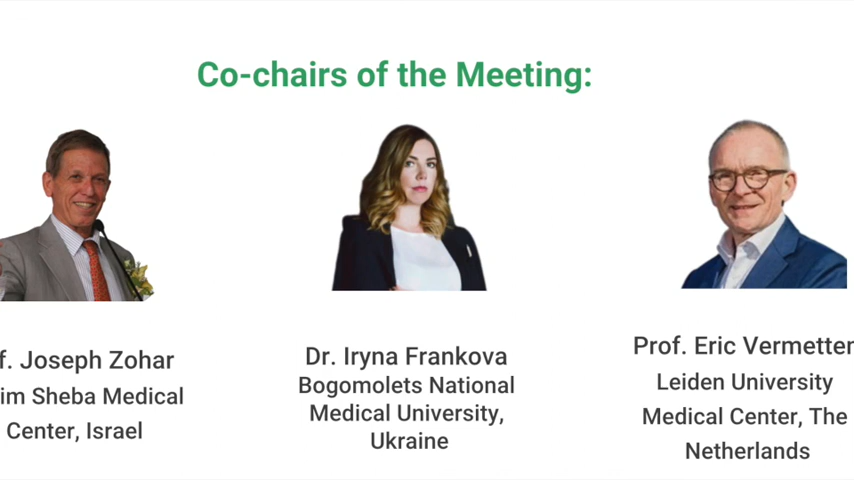 Co-chairs of the Meeting:
f. Joseph Zohar
im Sheba Medical
Center, Israel
Dr. Iryna Frankova
Bogomolets National
Medical University,
Ukraine
Prof. Eric Vermetten
Leiden University
Medical Center, The
Netherlands